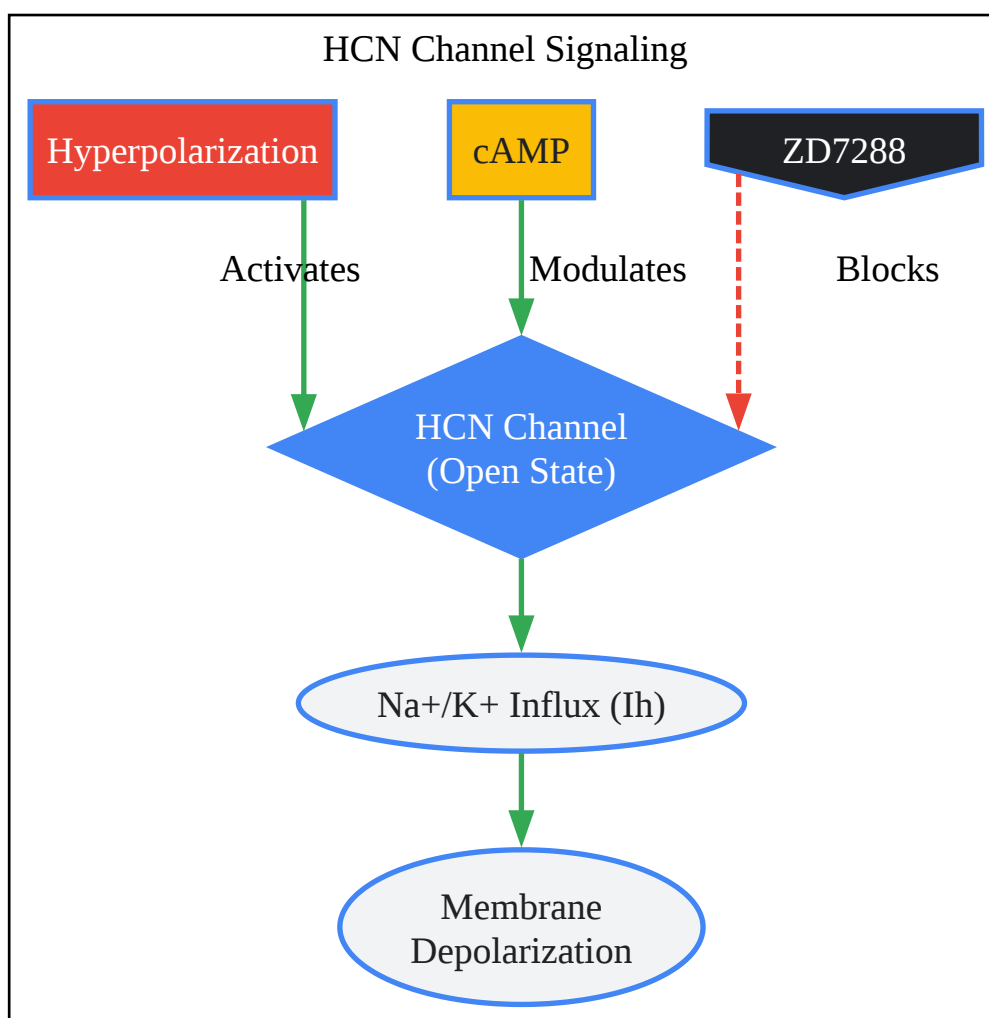 HCN Channel Signaling
Hyperpolarization
cAMP
ZD7288
Activates
Modulates
Blocks
HCN Channel
(Open State)
Na+/K+ Influx (Ih)
Membrane
Depolarization